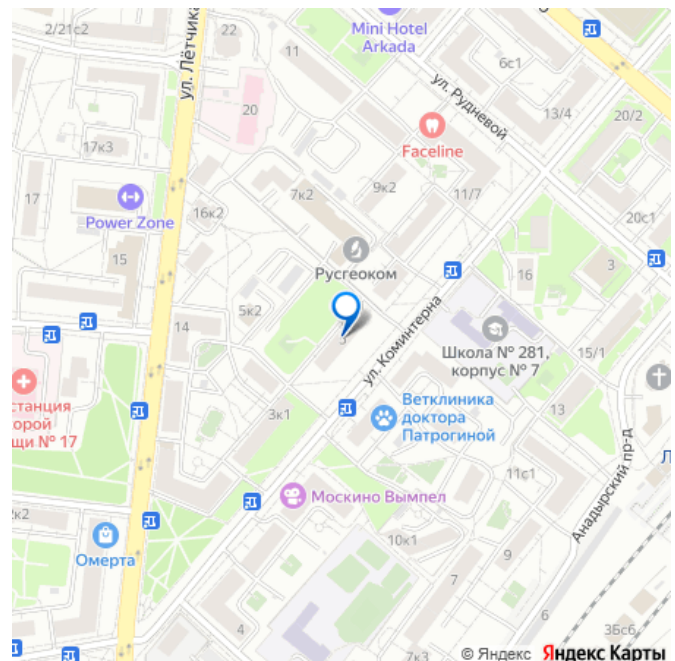 2/21с2
22
ул. Лётчика
11
Mini Hotel
Arkada
6с1
ул. Рудневой
13/4
20/2
20
Faceline
17к3
17
Power Zone
16к2
7к2
9к2
11/7
20с1
15
Русгеоком
16
3
5к2
14
ул. Коминтерна
Школа № 281,
корпус № 7
15/1
станция
орой
щи № 17
3к1
Ветклиника
доктора
Патрогиной
13
11с1
Анадырский пр-д
Л
Москино Вымпел
2к2
Омерта
10к1
9
7
6
4
3Бс6
© Яндекс Яндекс Карты